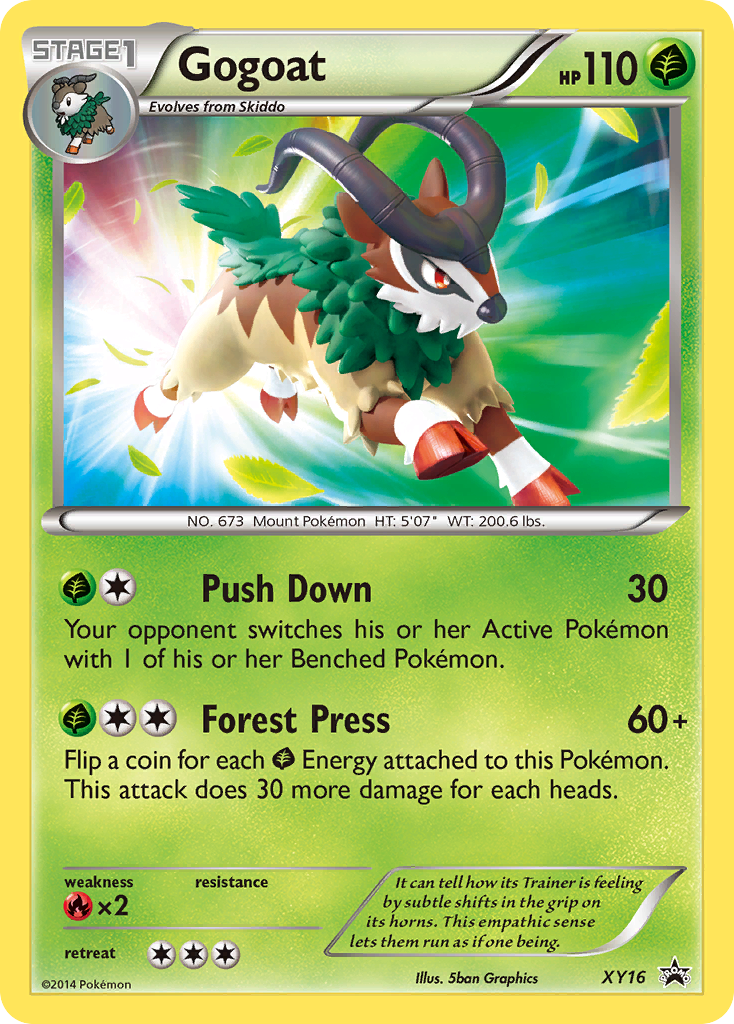 STAGE1
Gogoat
HP110
Evolves from Skiddo
NO. 673 Mount Pokémon HT: 5'07" WT: 200.6 lbs.
Push Down 30
Your opponent switches his or her Active Pokémon
with 1 of his or her Benched Pokémon.
Forest Press 60+
Flip a coin for each Energy attached to this Pokémon.
This attack does 30 more damage for each heads.
weakness resistance
×2
retreat
It can tell how its Trainer is feeling
by subtle shifts in the grip on
its horns. This empathic sense
lets them run as if one being.
©2014 Pokémon
Illus. 5ban Graphics
XY16
PROMO